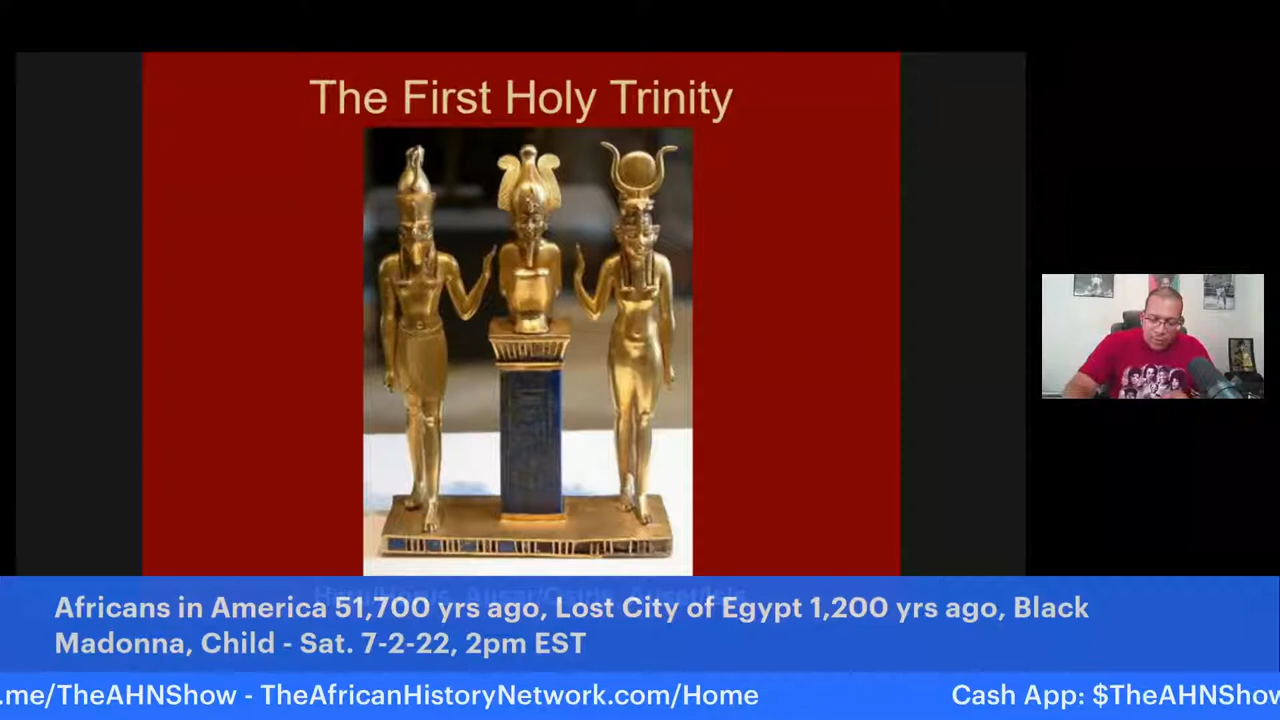 The First Holy Trinity
Africans in America 51,700 yrs ago, Lost City of Egypt 1,200 yrs ago, Black
Madonna, Child - Sat. 7-2-22, 2pm EST
.me/TheAHNShow - TheAfricanHistoryNetwork.com/Home
Cash App: $TheAHNShow